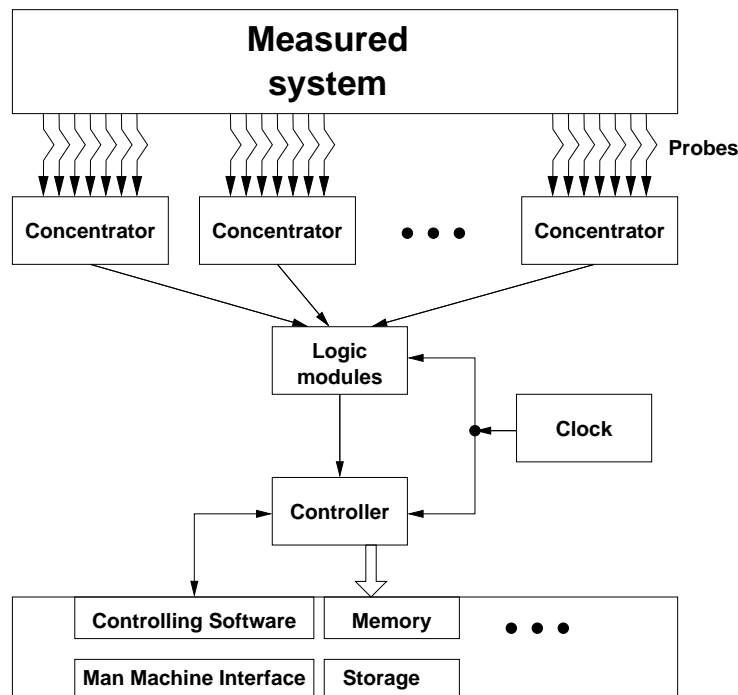 Measured
system
Probes
Concentrator
Concentrator
Concentrator
Logic
modules
Clock
Controller
Controlling Software
Memory
Man Machine Interface
Storage